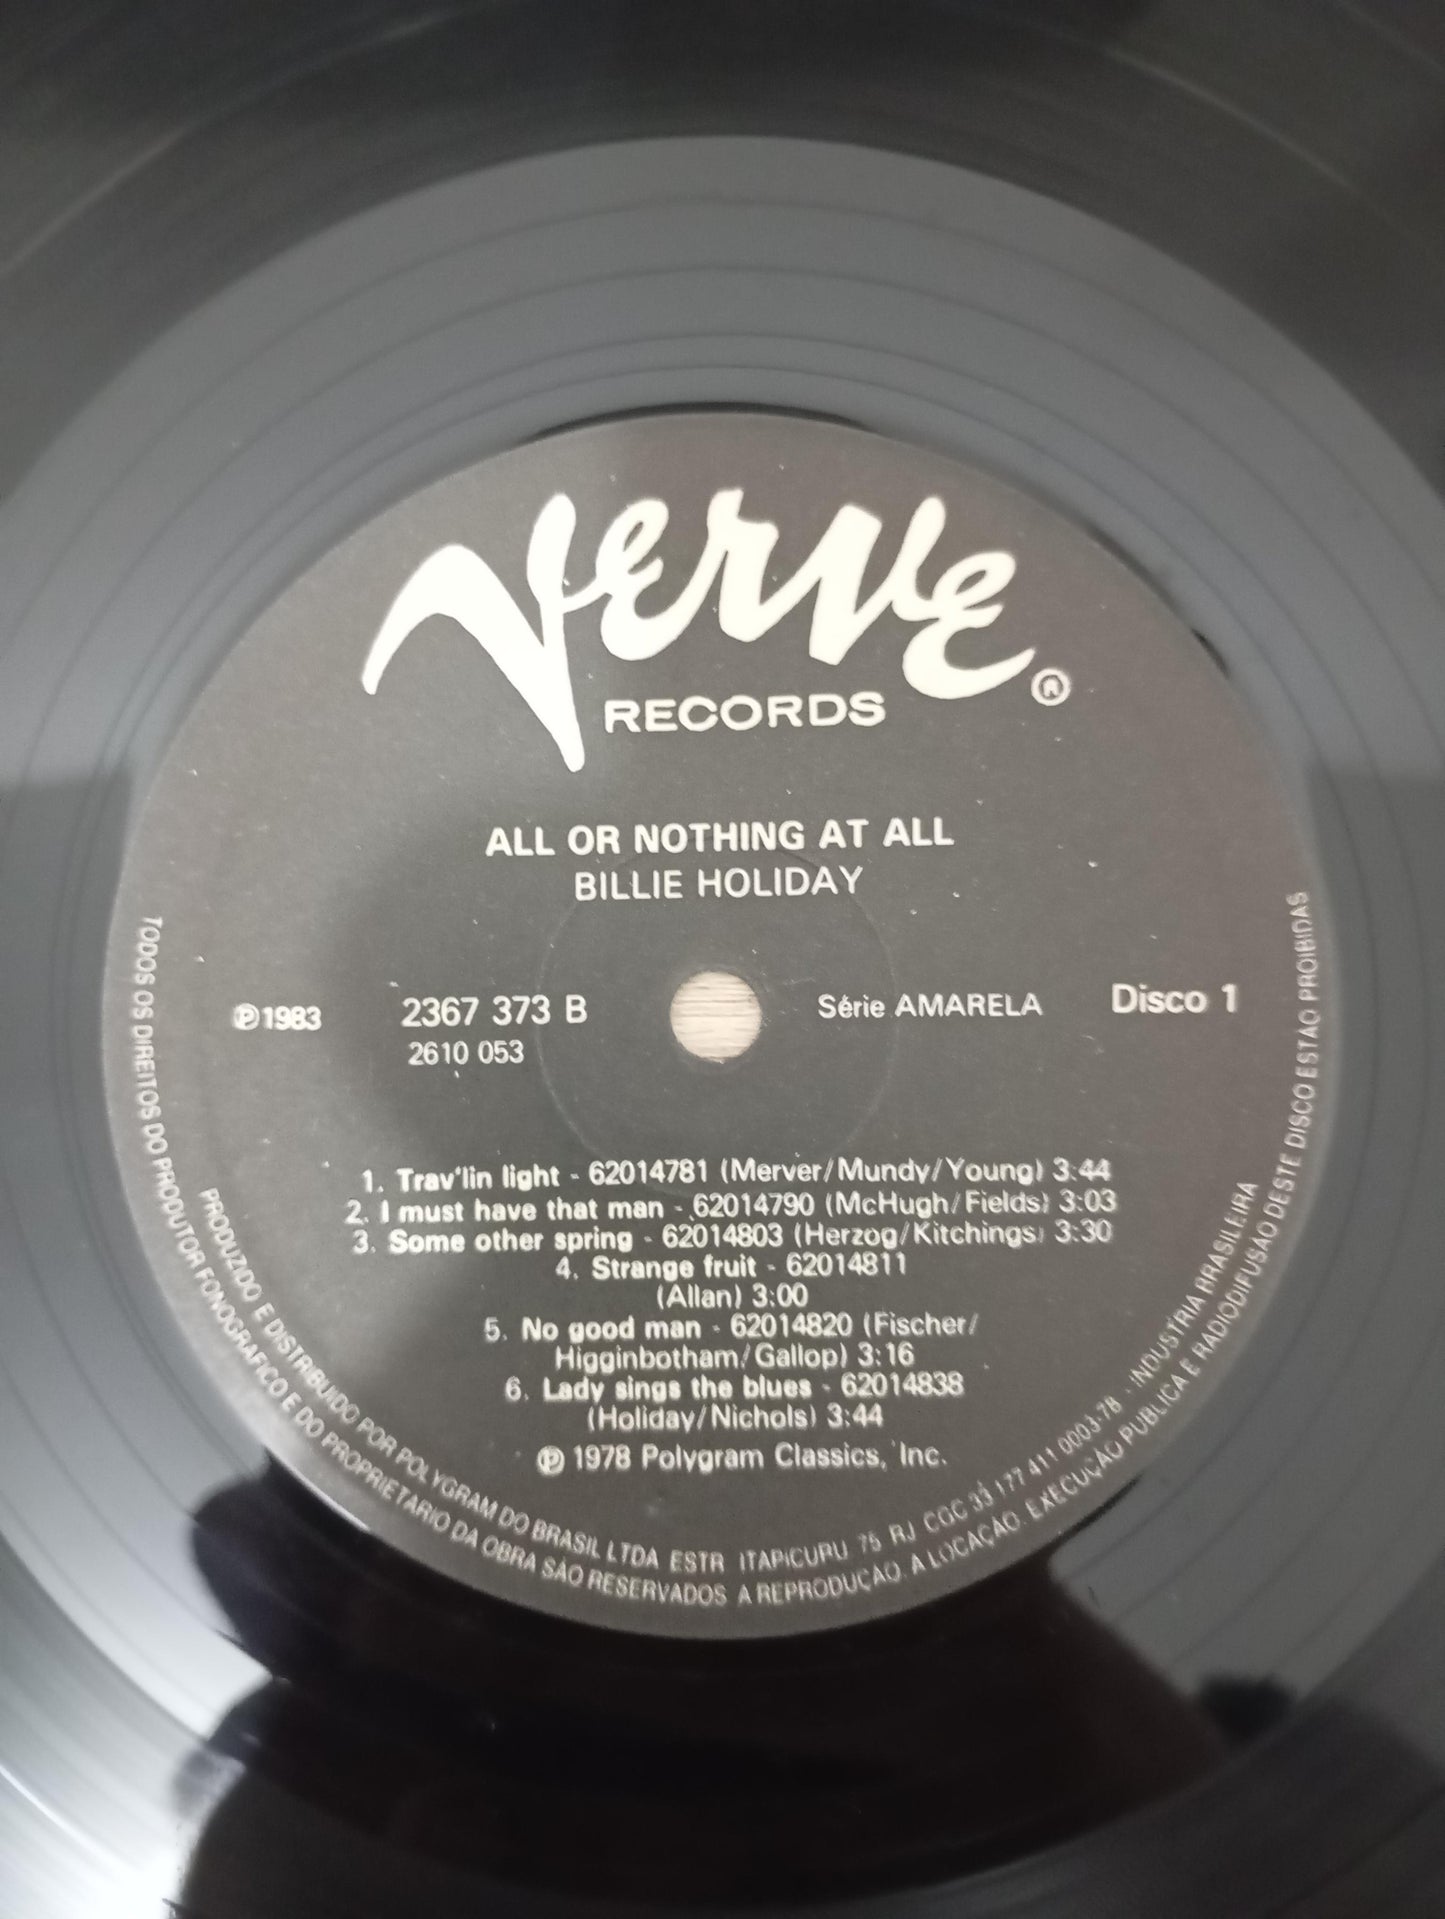 Verve ®
RECORDS
ALL OR NOTHING AT ALL
BILLIE HOLIDAY
℗1983 2367 373 B Série AMARELA Disco 1
2610 053
1. Trav'lin light - 62014781 (Merver/Mundy/Young) 3:44
2. I must have that man - 62014790 (McHugh/Fields) 3:03
3. Some other spring - 62014803 (Herzog/Kitchings) 3:30
4. Strange fruit - 62014811
(Allan) 3:00
5. No good man - 62014820 (Fischer/
Higginbotham/Gallop) 3:16
6. Lady sings the blues - 62014838
(Holiday/Nichols) 3:44
℗ 1978 Polygram Classics, Inc.
PRODUZIDO E DISTRIBUIDO POR POLYGRAM DO BRASIL LTDA ESTR ITAPICURU 75 RJ CGC 33 177 411 0003-78 - INDUSTRIA BRASILEIRA
TODOS OS DIREITOS DO PRODUTOR FONOGRAFICO E DO PROPRIETARIO DA OBRA SÃO RESERVADOS A REPRODUÇÃO. A LOCAÇÃO. EXECUÇÃO PUBLICA E RADIODIFUSÃO DESTE DISCO ESTÃO PROIBIDAS